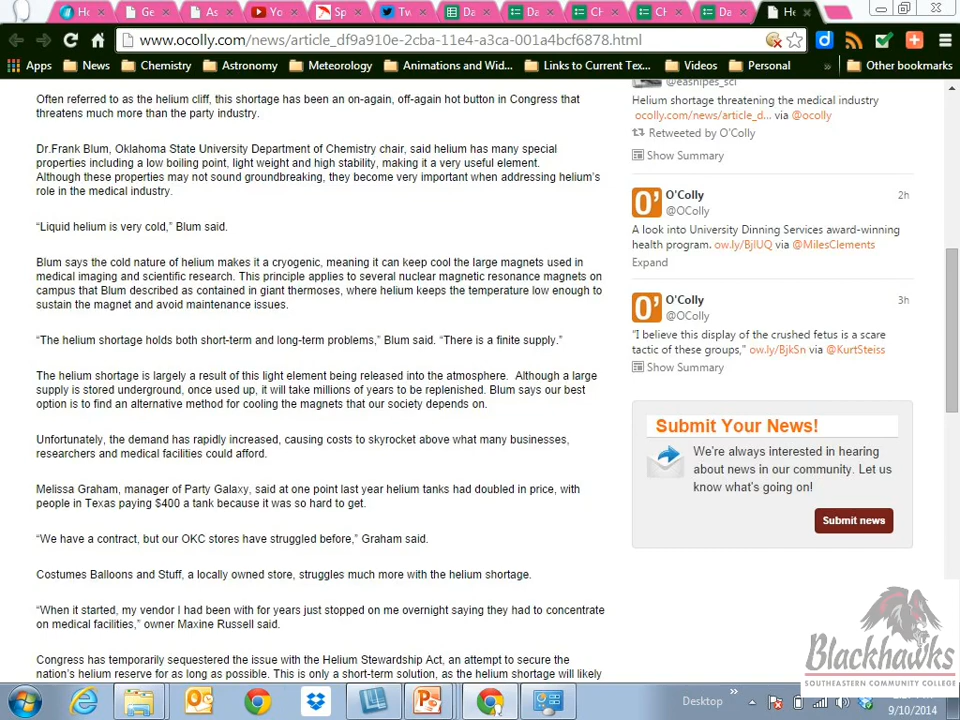 Ho
Ge
As
Yo
Sp
Tw
Da
Da
CH
CH
Da
He
www.ocolly.com/news/article_df9a910e-2cba-11e4-a3ca-001a4bcf6878.html
Apps News Chemistry Astronomy Meteorology Animations and Wid... Links to Current Tex... Videos Personal » Other bookmarks
Often referred to as the helium cliff, this shortage has been an on-again, off-again hot button in Congress that
threatens much more than the party industry.
Dr.Frank Blum, Oklahoma State University Department of Chemistry chair, said helium has many special
properties including a low boiling point, light weight and high stability, making it a very useful element.
Although these properties may not sound groundbreaking, they become very important when addressing helium's
role in the medical industry.
“Liquid helium is very cold,” Blum said.
Blum says the cold nature of helium makes it a cryogenic, meaning it can keep cool the large magnets used in
medical imaging and scientific research. This principle applies to several nuclear magnetic resonance magnets on
campus that Blum described as contained in giant thermoses, where helium keeps the temperature low enough to
sustain the magnet and avoid maintenance issues.
“The helium shortage holds both short-term and long-term problems,” Blum said. “There is a finite supply.”
The helium shortage is largely a result of this light element being released into the atmosphere. Although a large
supply is stored underground, once used up, it will take millions of years to be replenished. Blum says our best
option is to find an alternative method for cooling the magnets that our society depends on.
Unfortunately, the demand has rapidly increased, causing costs to skyrocket above what many businesses,
researchers and medical facilities could afford.
Melissa Graham, manager of Party Galaxy, said at one point last year helium tanks had doubled in price, with
people in Texas paying $400 a tank because it was so hard to get.
“We have a contract, but our OKC stores have struggled before,” Graham said.
Costumes Balloons and Stuff, a locally owned store, struggles much more with the helium shortage.
“When it started, my vendor I had been with for years just stopped on me overnight saying they had to concentrate
on medical facilities,” owner Maxine Russell said.
Congress has temporarily sequestered the issue with the Helium Stewardship Act, an attempt to secure the
nation's helium reserve for as long as possible. This is only a short-term solution, as the helium shortage will likely
@easnipes_sci
Helium shortage threatening the medical industry
ocolly.com/news/article_d... via @ocolly
Retweeted by O'Colly
Show Summary
O'Colly 2h
@OColly
A look into University Dinning Services award-winning
health program. ow.ly/BjlUQ via @MilesClements
Expand
O'Colly 3h
@OColly
"I believe this display of the crushed fetus is a scare
tactic of these groups," ow.ly/BjkSn via @KurtSteiss
Show Summary
Submit Your News!
We're always interested in hearing
about news in our community. Let us
know what's going on!
Submit news
Blackhawks
SOUTHEASTERN COMMUNITY COLLEGE
Desktop »
9/10/2014